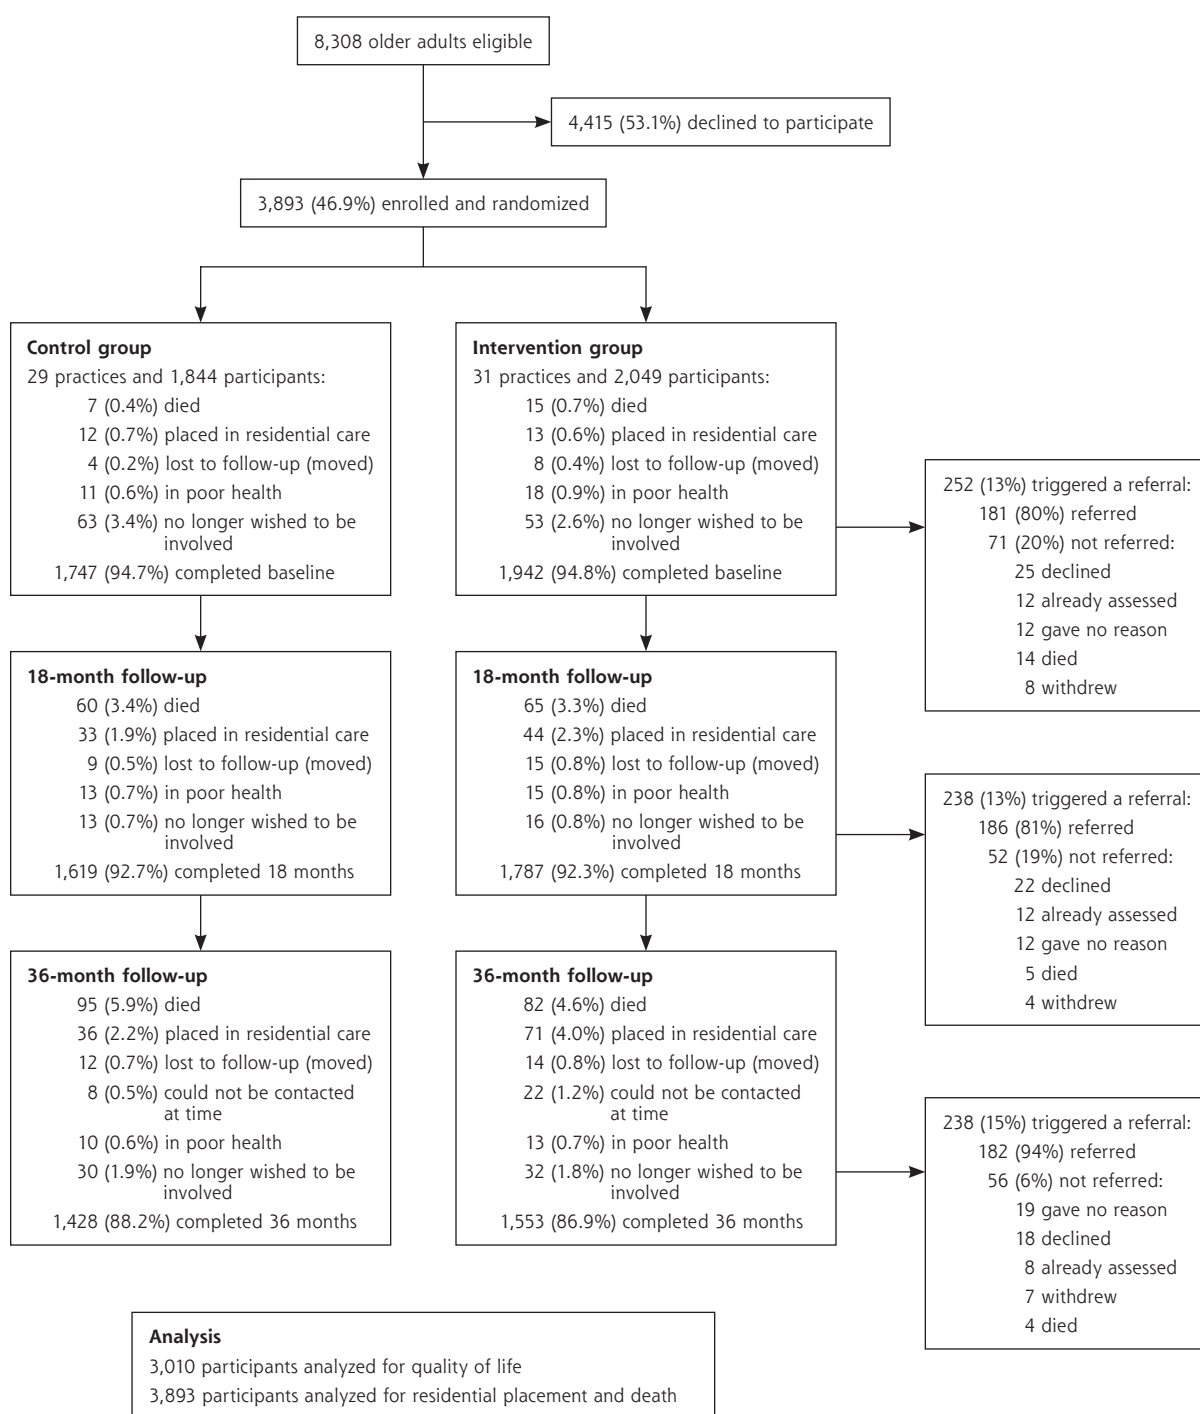 8,308 older adults eligible
4,415 (53.1%) declined to participate
3,893 (46.9%) enrolled and randomized
Control group
29 practices and 1,844 participants:
7 (0.4%) died
12 (0.7%) placed in residential care
4 (0.2%) lost to follow-up (moved)
11 (0.6%) in poor health
63 (3.4%) no longer wished to be
involved
1,747 (94.7%) completed baseline
Intervention group
31 practices and 2,049 participants:
15 (0.7%) died
13 (0.6%) placed in residential care
8 (0.4%) lost to follow-up (moved)
18 (0.9%) in poor health
53 (2.6%) no longer wished to be
involved
1,942 (94.8%) completed baseline
252 (13%) triggered a referral:
181 (80%) referred
71 (20%) not referred:
25 declined
12 already assessed
12 gave no reason
14 died
8 withdrew
18-month follow-up
60 (3.4%) died
33 (1.9%) placed in residential care
9 (0.5%) lost to follow-up (moved)
13 (0.7%) in poor health
13 (0.7%) no longer wished to be
involved
1,619 (92.7%) completed 18 months
18-month follow-up
65 (3.3%) died
44 (2.3%) placed in residential care
15 (0.8%) lost to follow-up (moved)
15 (0.8%) in poor health
16 (0.8%) no longer wished to be
involved
1,787 (92.3%) completed 18 months
238 (13%) triggered a referral:
186 (81%) referred
52 (19%) not referred:
22 declined
12 already assessed
12 gave no reason
5 died
4 withdrew
36-month follow-up
95 (5.9%) died
36 (2.2%) placed in residential care
12 (0.7%) lost to follow-up (moved)
8 (0.5%) could not be contacted
at time
10 (0.6%) in poor health
30 (1.9%) no longer wished to be
involved
1,428 (88.2%) completed 36 months
36-month follow-up
82 (4.6%) died
71 (4.0%) placed in residential care
14 (0.8%) lost to follow-up (moved)
22 (1.2%) could not be contacted
at time
13 (0.7%) in poor health
32 (1.8%) no longer wished to be
involved
1,553 (86.9%) completed 36 months
238 (15%) triggered a referral:
182 (94%) referred
56 (6%) not referred:
19 gave no reason
18 declined
8 already assessed
7 withdrew
4 died
Analysis
3,010 participants analyzed for quality of life
3,893 participants analyzed for residential placement and death